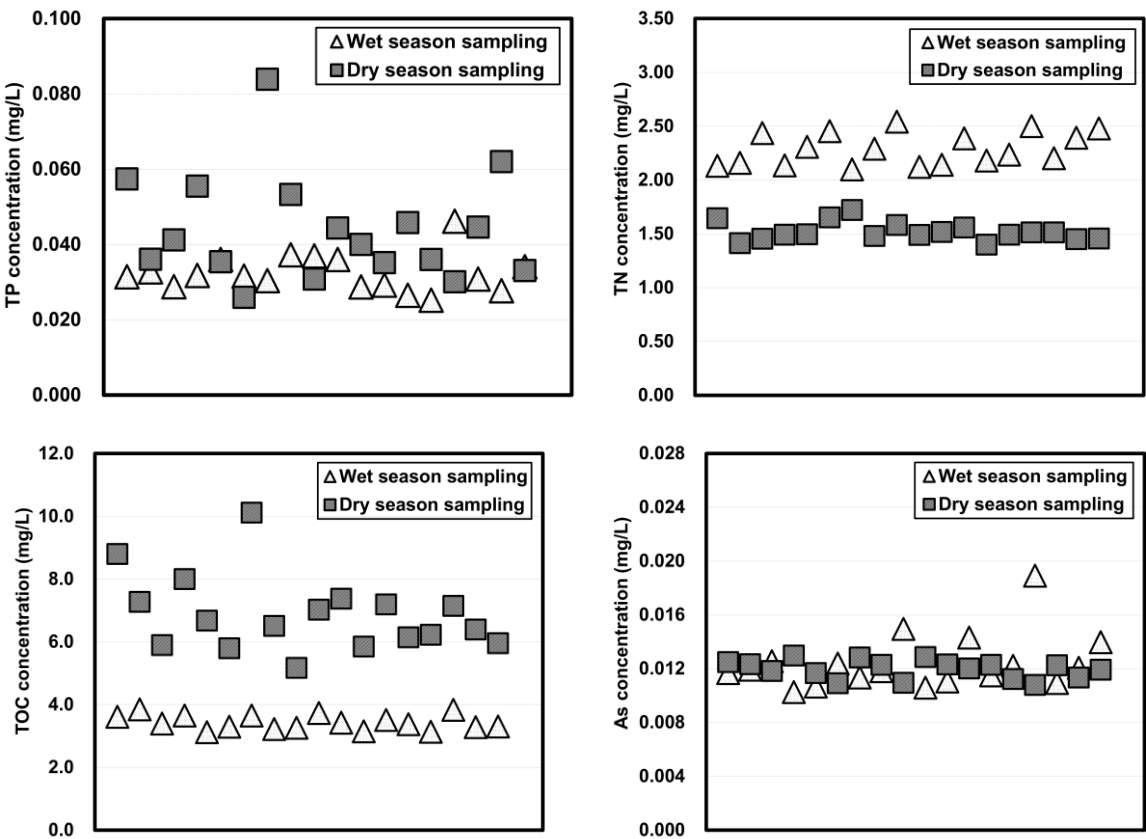 TP concentration (mg/L)
0.100
0.080
0.060
0.040
0.020
0.000
Wet season sampling
Dry season sampling
TN concentration (mg/L)
3.50
3.00
2.50
2.00
1.50
1.00
0.50
0.00
Wet season sampling
Dry season sampling
TOC concentration (mg/L)
12.0
10.0
8.0
6.0
4.0
2.0
0.0
Wet season sampling
Dry season sampling
As concentration (mg/L)
0.028
0.024
0.020
0.016
0.012
0.008
0.004
0.000
Wet season sampling
Dry season sampling